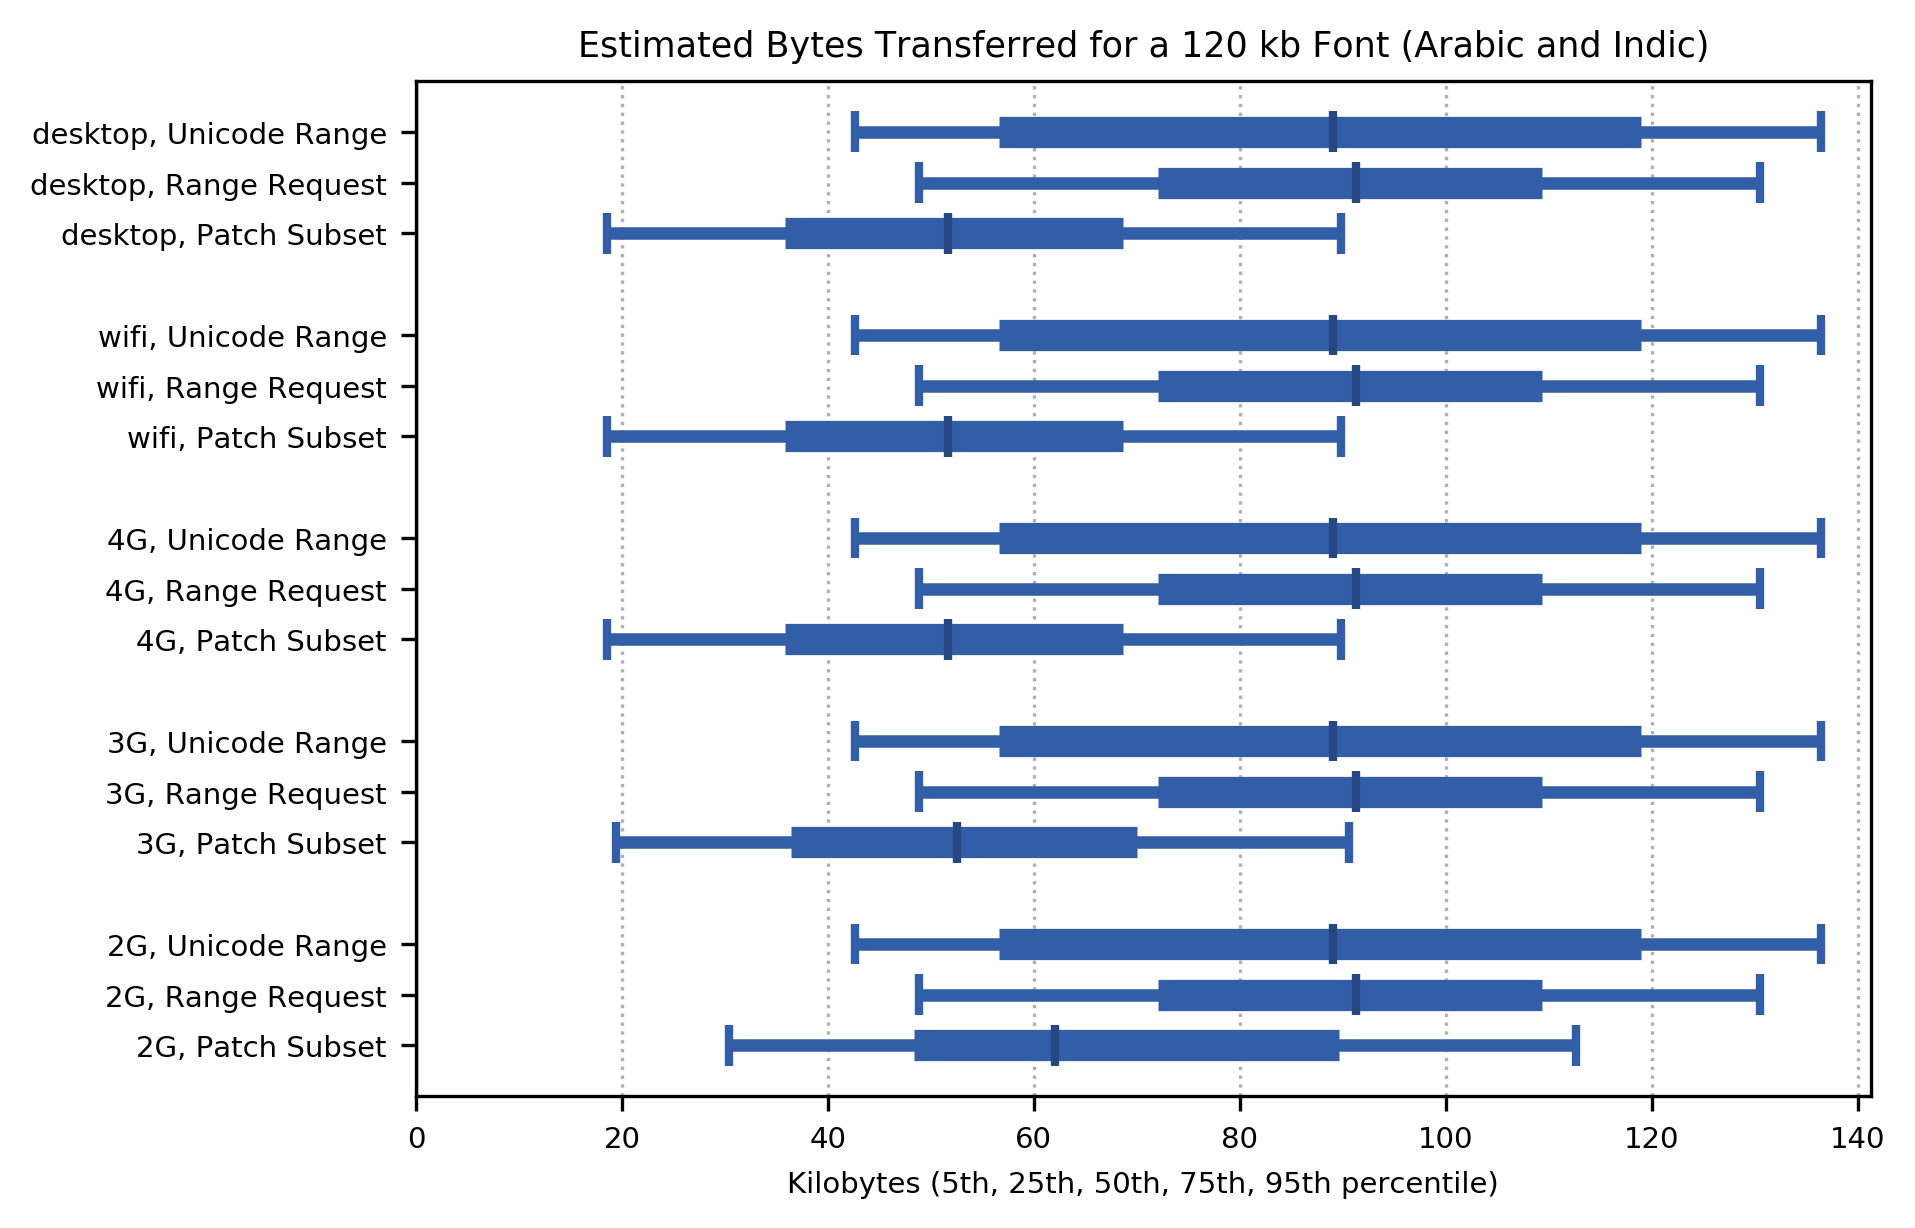 Estimated Bytes Transferred for a 120 kb Font (Arabic and Indic)
desktop, Unicode Range
desktop, Range Request
desktop, Patch Subset
wifi, Unicode Range
wifi, Range Request
wifi, Patch Subset
4G, Unicode Range
4G, Range Request
4G, Patch Subset
3G, Unicode Range
3G, Range Request
3G, Patch Subset
2G, Unicode Range
2G, Range Request
2G, Patch Subset
0 20 40 60 80 100 120 140
Kilobytes (5th, 25th, 50th, 75th, 95th percentile)